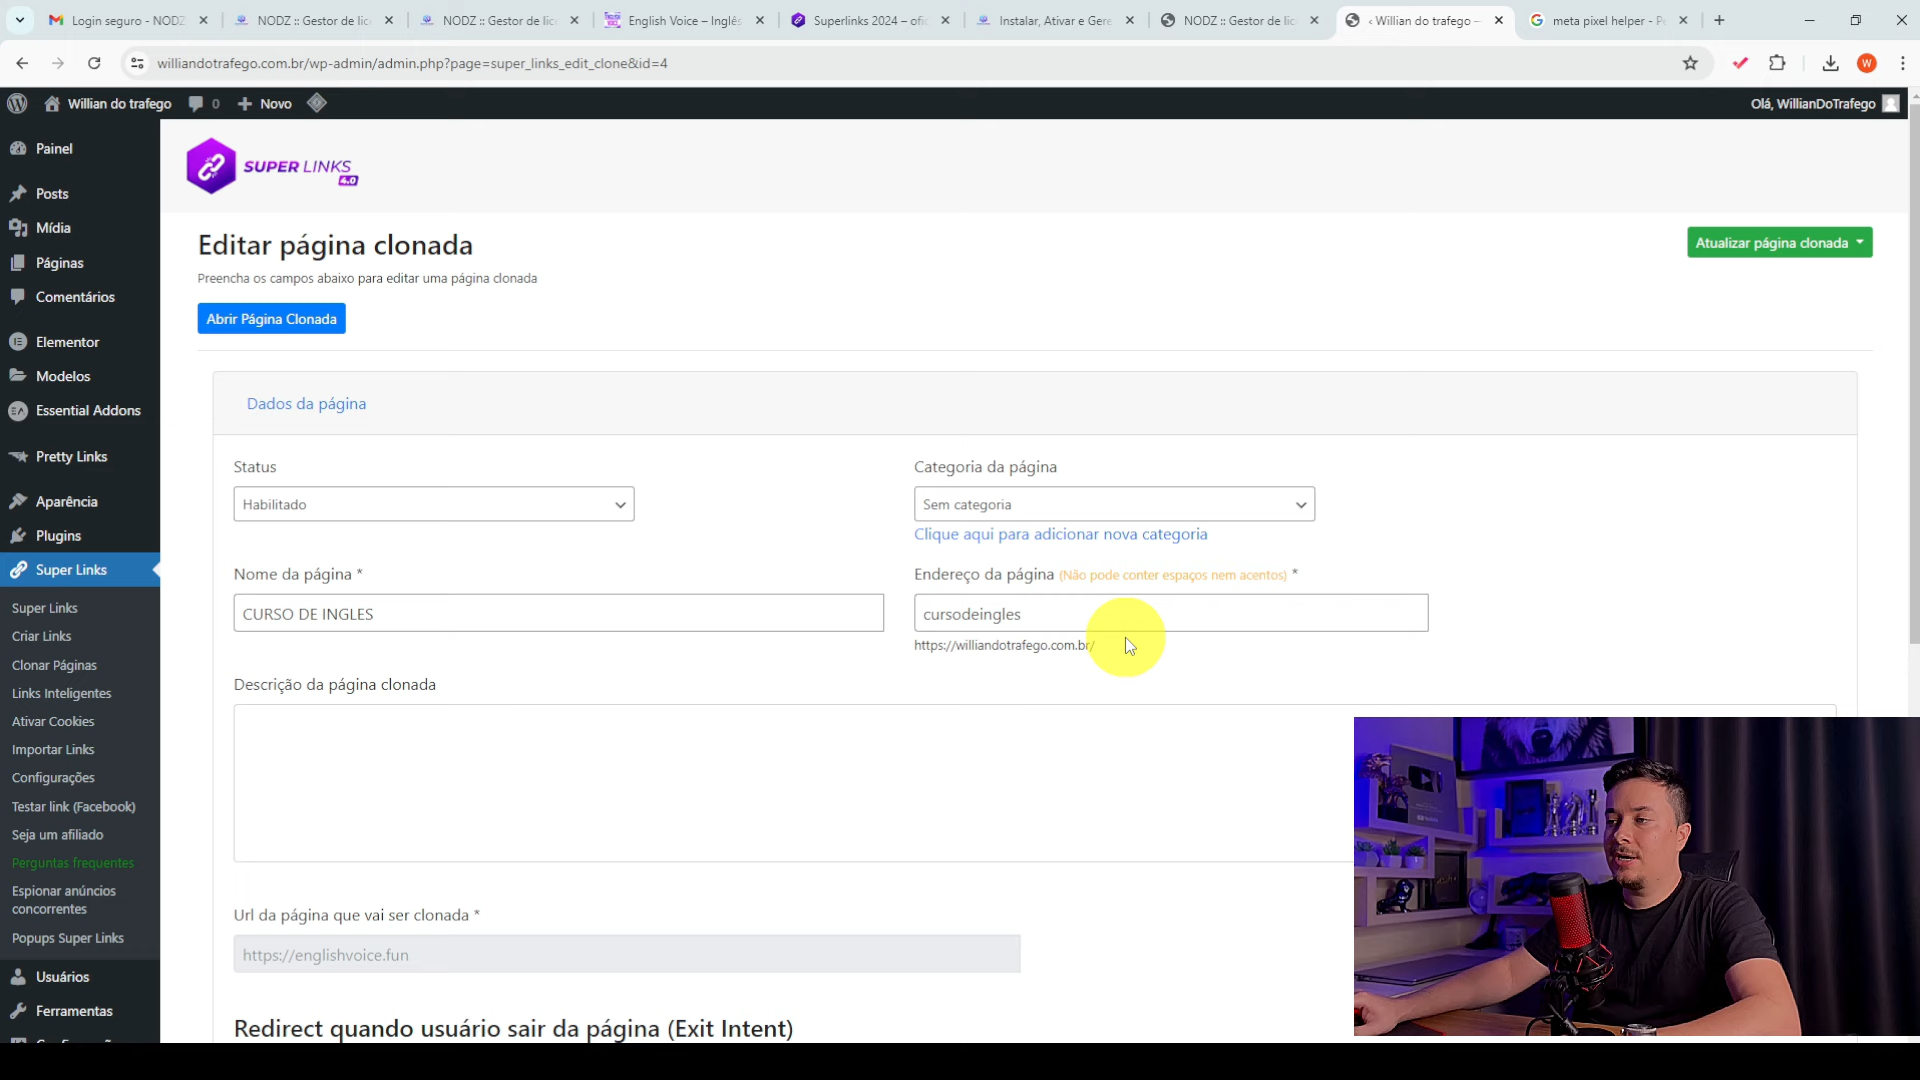 Login seguro - NODZ
NODZ :: Gestor de lic
NODZ :: Gestor de lic
English Voice – Inglês
Superlinks 2024 – ofic
Instalar, Ativar e Gere
NODZ :: Gestor de lic
‹ Willian do trafego —
meta pixel helper - Pe
williandotrafego.com.br/wp-admin/admin.php?page=super_links_edit_clone&id=4
W
Willian do trafego
0
Novo
Olá, WillianDoTrafego
Painel
Posts
Mídia
Páginas
Comentários
Elementor
Modelos
Essential Addons
Pretty Links
Aparência
Plugins
Super Links
Super Links
Criar Links
Clonar Páginas
Links Inteligentes
Ativar Cookies
Importar Links
Configurações
Testar link (Facebook)
Seja um afiliado
Perguntas frequentes
Espionar anúncios
concorrentes
Popups Super Links
Usuários
Ferramentas
SUPER LINKS
4.0
Editar página clonada
Preencha os campos abaixo para editar uma página clonada
Atualizar página clonada
Abrir Página Clonada
Dados da página
Status
Habilitado
Categoria da página
Sem categoria
Clique aqui para adicionar nova categoria
Nome da página *
CURSO DE INGLES
Endereço da página (Não pode conter espaços nem acentos) *
cursodeingles
https://williandotrafego.com.br/
Descrição da página clonada
Url da página que vai ser clonada *
https://englishvoice.fun
Redirect quando usuário sair da página (Exit Intent)